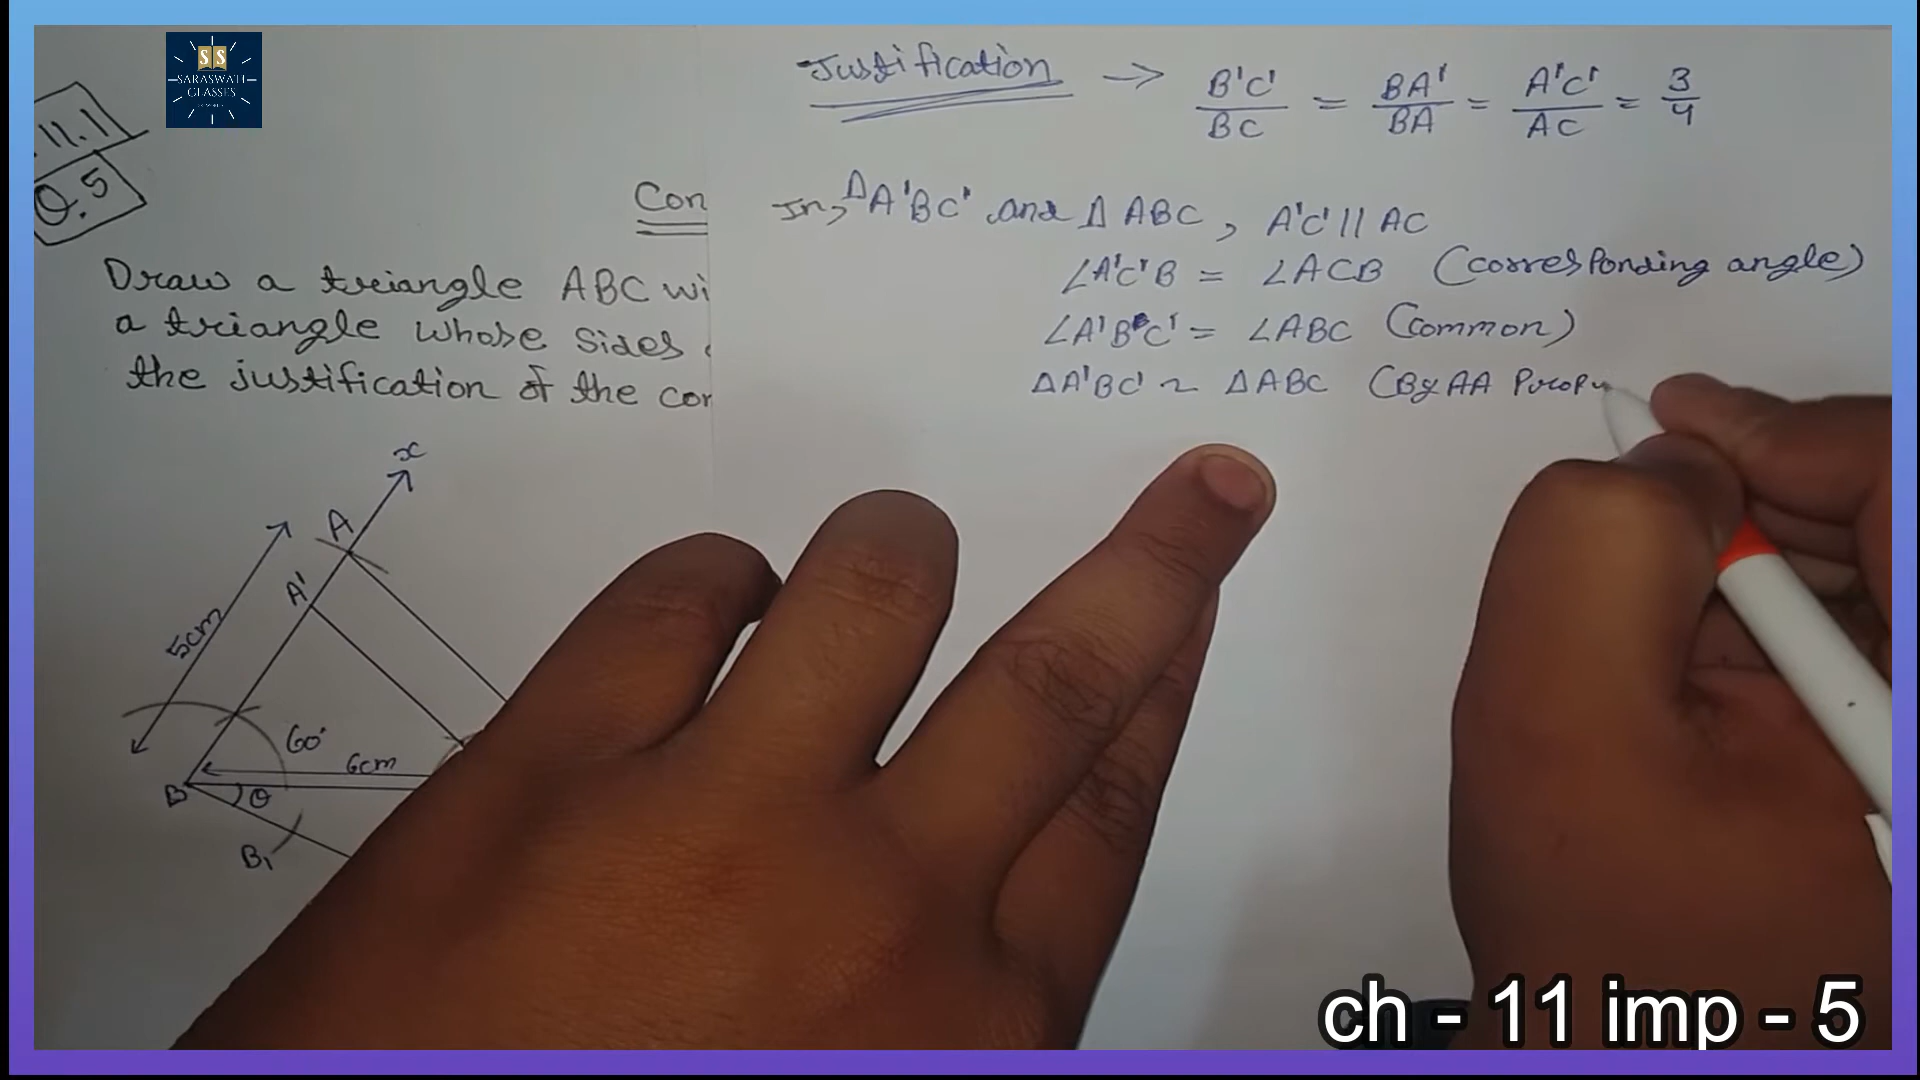 SS
SARASWATI
CLASSES
.11.1
Q.5
Con
Draw a triangle ABC wi
a triangle whose sides
the justification of the con
x
A
A'
5cm
60°
6cm
B
θ
B₁
Justification → B'C'/BC = BA'/BA = A'C'/AC = 3/4
In, ΔA'BC' and Δ ABC, A'C' // AC
∠A'C'B = ∠ACB (corresponding angle)
∠A'BC' = ∠ABC (common)
ΔA'BC' ~ ΔABC (By AA Prop
ch - 11 imp - 5